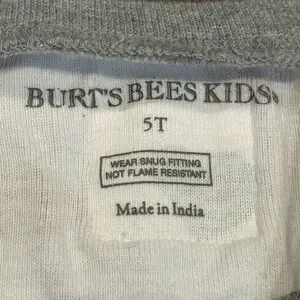 BURT'S BEES KIDS®
5T
WEAR SNUG FITTING
NOT FLAME RESISTANT
Made in India